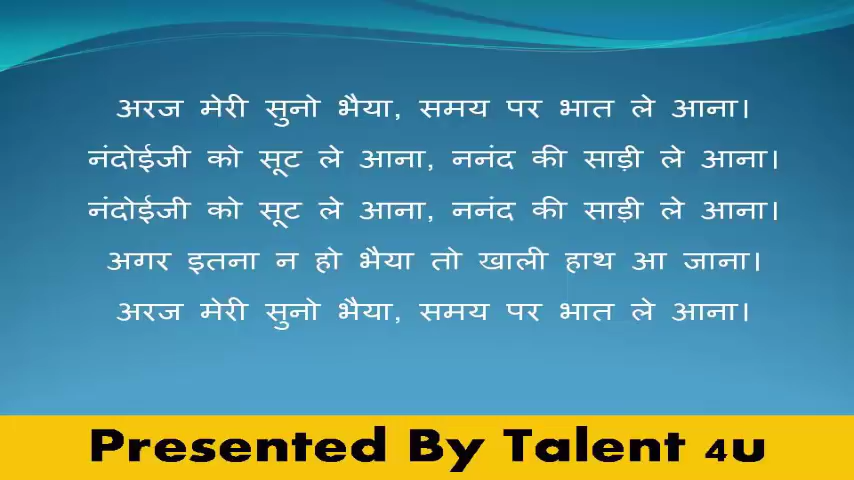 अरज मेरी सुनो भैया, समय पर भात ले आना।
नंदोईजी को सूट ले आना, ननंद की साड़ी ले आना।
नंदोईजी को सूट ले आना, ननंद की साड़ी ले आना।
अगर इतना न हो भैया तो खाली हाथ आ जाना।
अरज मेरी सुनो भैया, समय पर भात ले आना।
Presented By Talent 4u